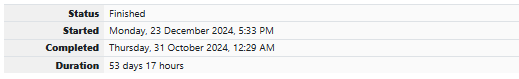 Status Finished
Started Monday, 23 December 2024, 5:33 PM
Completed Thursday, 31 October 2024, 12:29 AM
Duration 53 days 17 hours